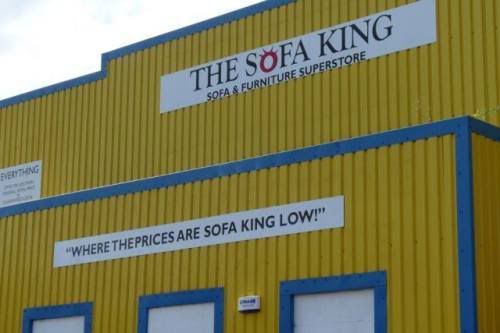 THE SOFA KING
SOFA & FURNITURE SUPERSTORE
EVERYTHING
"WHERE THEPRICES ARE SOFA KING LOW!"